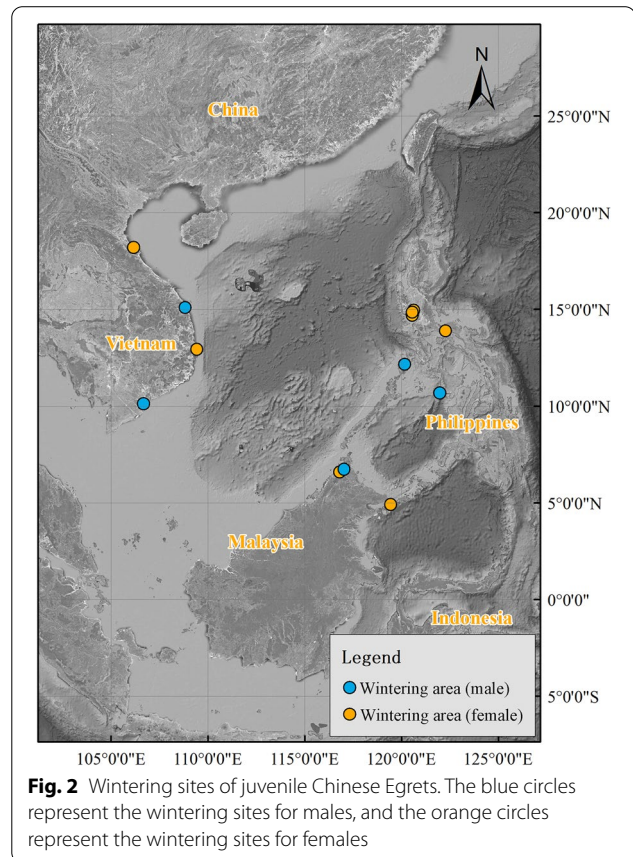 N
China
25°0'0"N
20°0'0"N
15°0'0"N
Vietnam
10°0'0"N
Philippines
5°0'0"N
Malaysia
0°0'0"
Indonesia
Legend
Wintering area (male)
Wintering area (female)
5°0'0"S
105°0'0"E 110°0'0"E 115°0'0"E 120°0'0"E 125°0'0"E
Fig. 2 Wintering sites of juvenile Chinese Egrets. The blue circles
represent the wintering sites for males, and the orange circles
represent the wintering sites for females